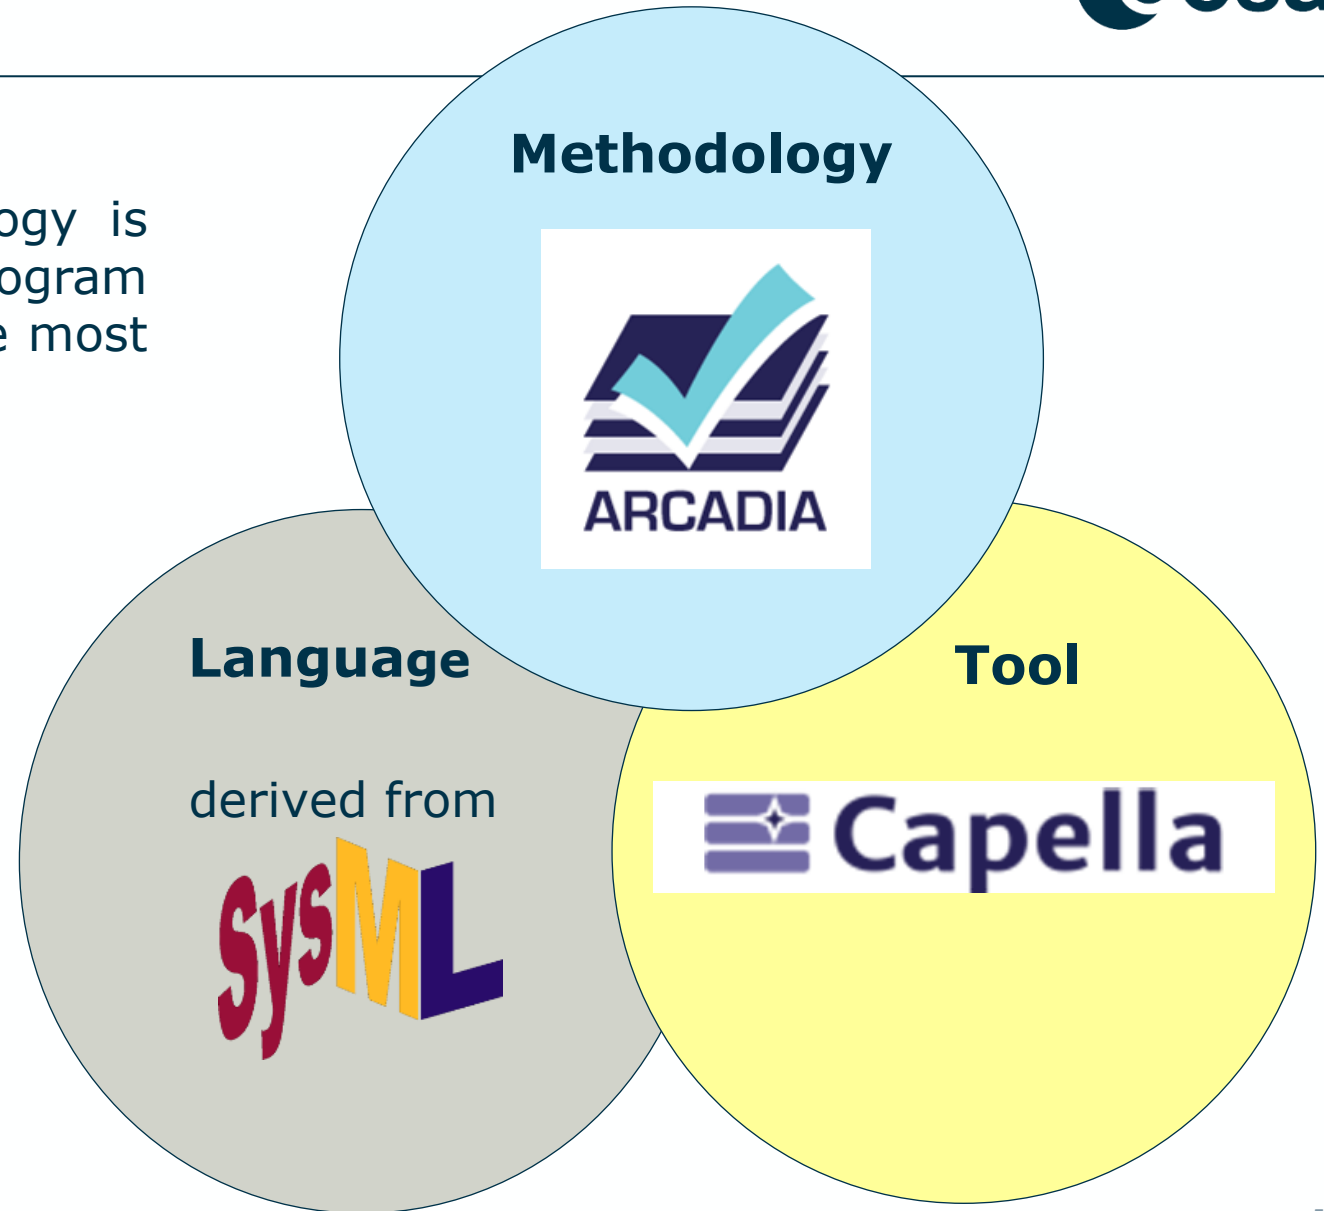 Methodology
ogy is
ogram
e most
ARCADIA
Language
Tool
derived from
Capella
SysML